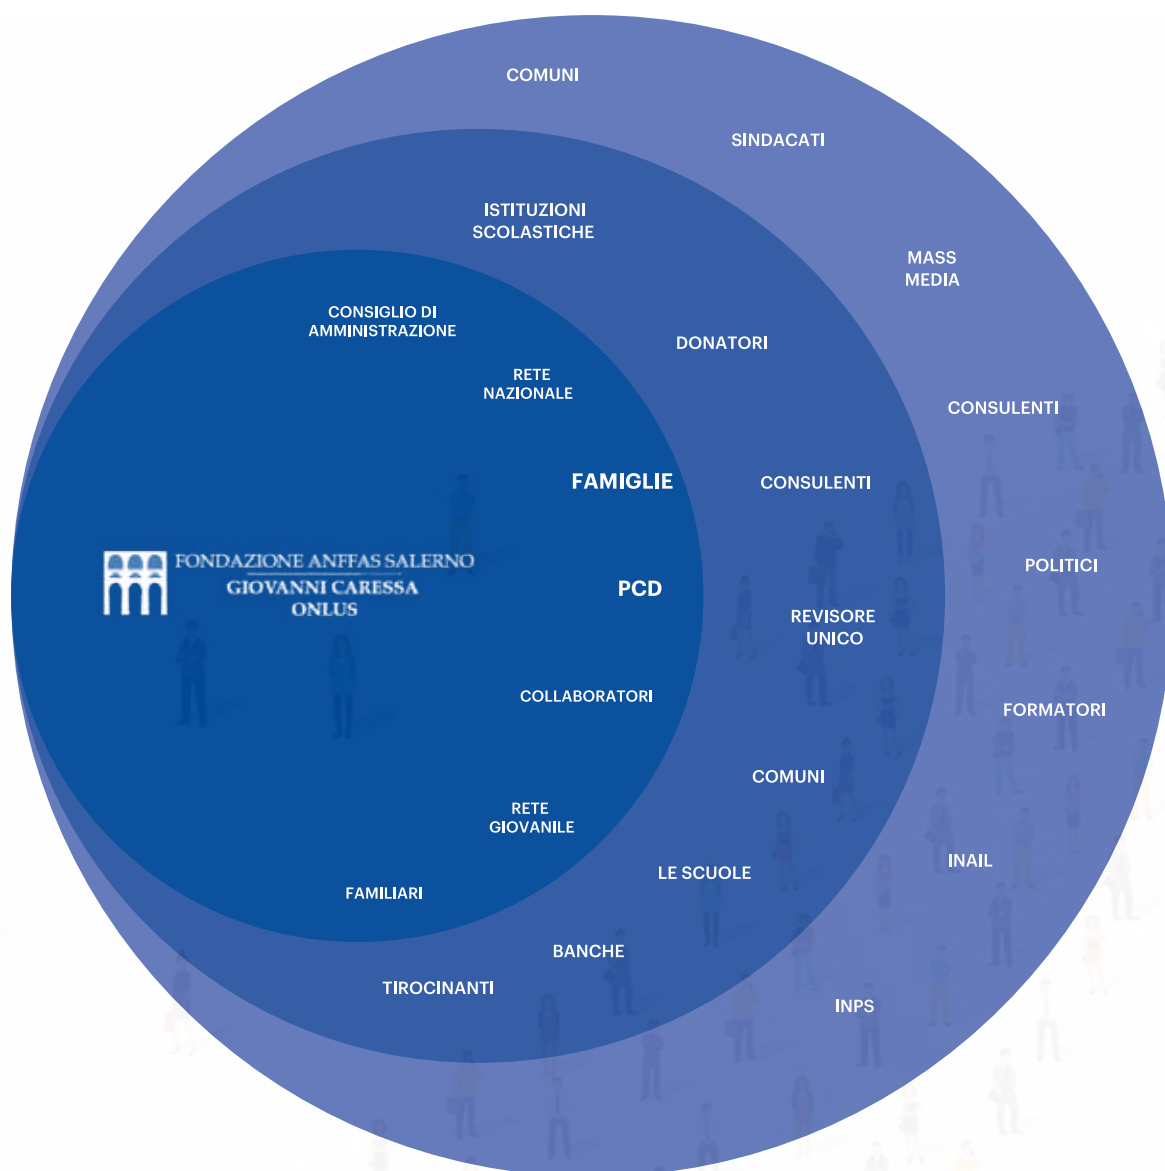 COMUNI
SINDACATI
ISTITUZIONI
SCOLASTICHE
MASS
MEDIA
CONSIGLIO DI
AMMINISTRAZIONE
DONATORI
RETE
NAZIONALE
CONSULENTI
FAMIGLIE
CONSULENTI
FONDAZIONE ANFFAS SALERNO
GIOVANNI CARESSA
ONLUS
POLITICI
PCD
REVISORE
UNICO
COLLABORATORI
FORMATORI
COMUNI
RETE
GIOVANILE
INAIL
LE SCUOLE
FAMILIARI
BANCHE
TIROCINANTI
INPS